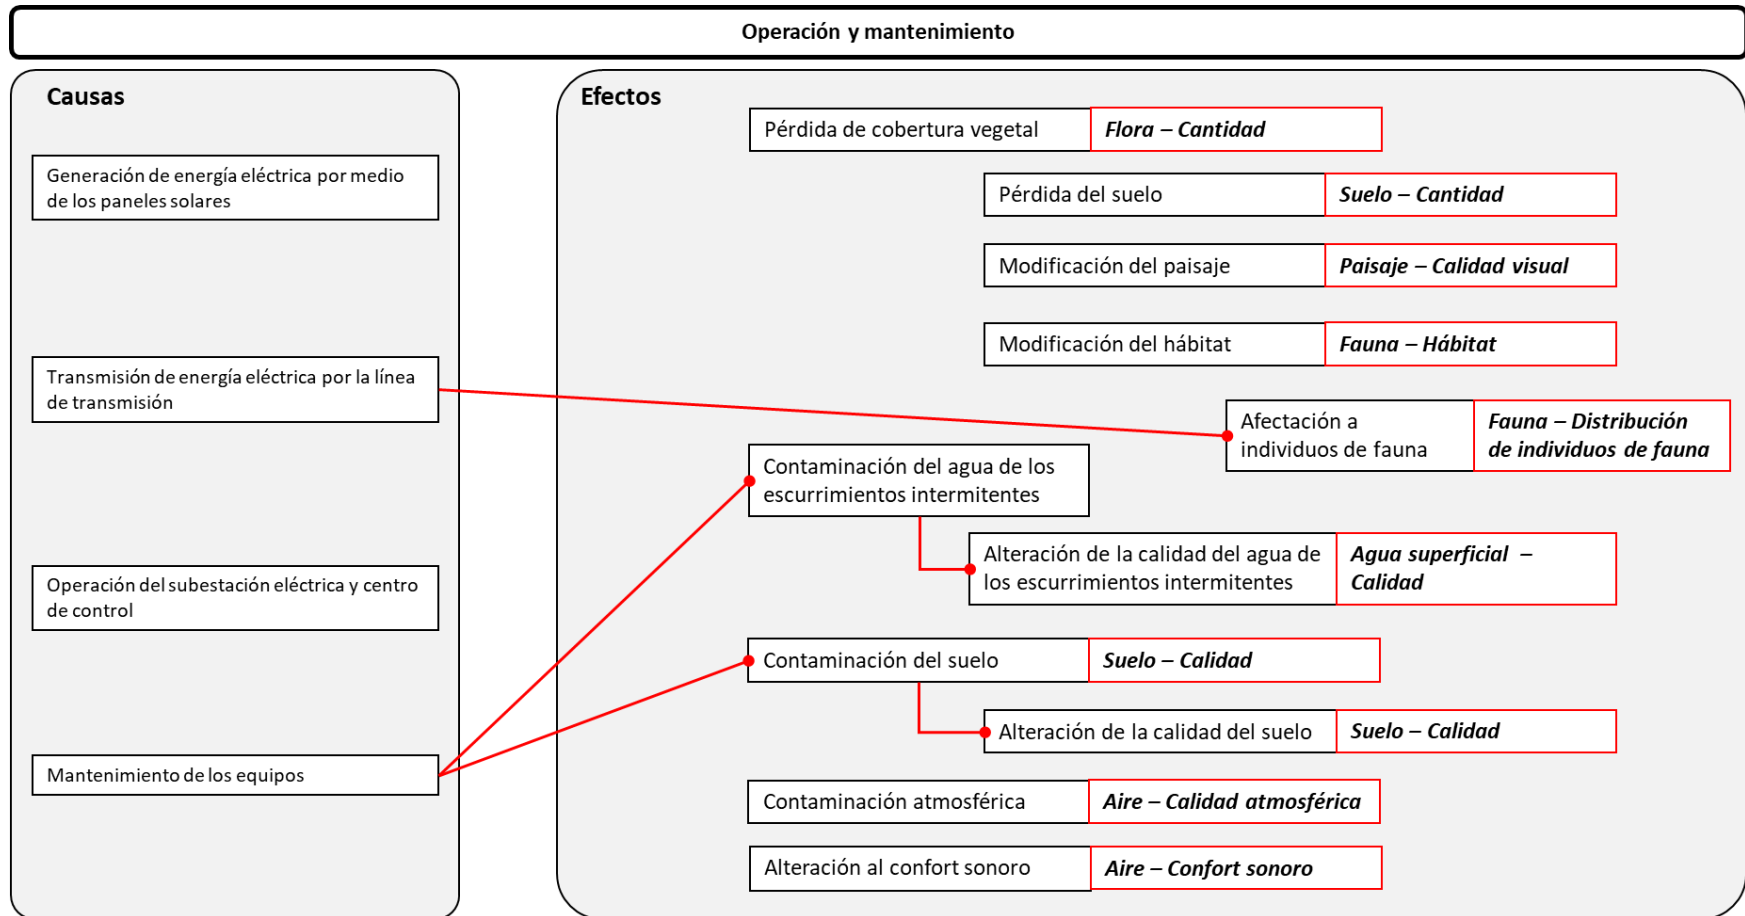 Operación y mantenimiento
Causas
Generación de energía eléctrica por medio
de los paneles solares
Transmisión de energía eléctrica por la línea
de transmisión
Operación del subestación eléctrica y centro
de control
Mantenimiento de los equipos
Efectos
Pérdida de cobertura vegetal
Flora – Cantidad
Pérdida del suelo
Suelo – Cantidad
Modificación del paisaje
Paisaje – Calidad visual
Modificación del hábitat
Fauna – Hábitat
Afectación a
individuos de fauna
Fauna – Distribución
de individuos de fauna
Contaminación del agua de los
escurrimientos intermitentes
Alteración de la calidad del agua de
los escurrimientos intermitentes
Agua superficial –
Calidad
Contaminación del suelo
Suelo – Calidad
Alteración de la calidad del suelo
Suelo – Calidad
Contaminación atmosférica
Aire – Calidad atmosférica
Alteración al confort sonoro
Aire – Confort sonoro